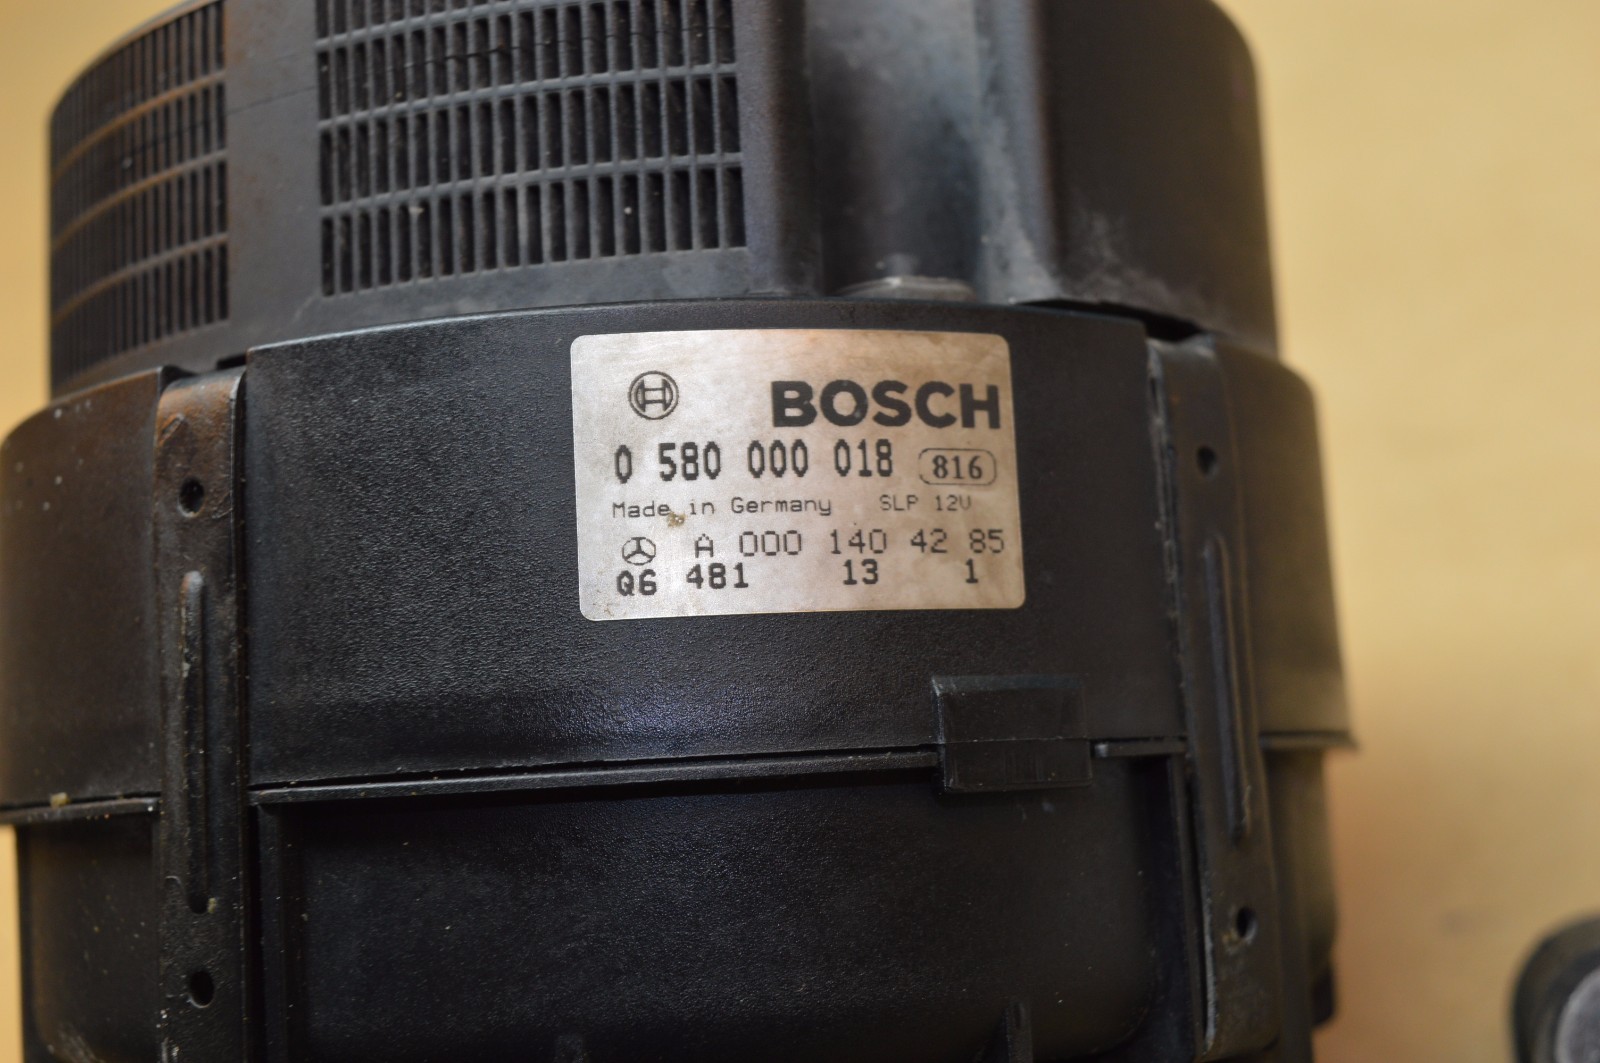 BOSCH
0 580 000 018 816
Made in Germany SLP 12V
A 000 140 42 85
Q6 481 13 1